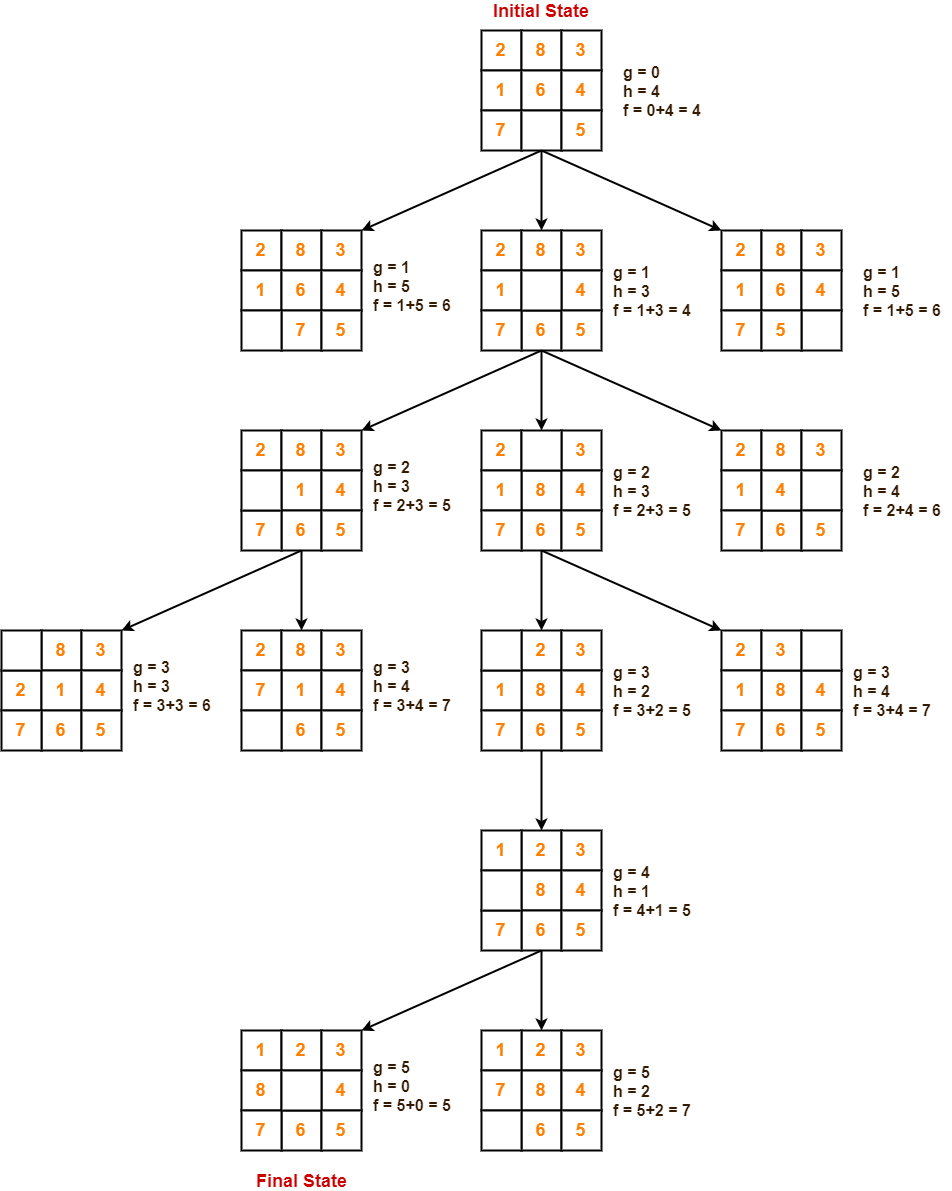 Initial State
2 8 3
1 6 4
7 5
g = 0
h = 4
f = 0+4 = 4
2 8 3
1 6 4
7 5
g = 1
h = 5
f = 1+5 = 6
2 8 3
1 4
7 6 5
g = 1
h = 3
f = 1+3 = 4
2 8 3
1 6 4
7 5
g = 1
h = 5
f = 1+5 = 6
2 8 3
1 4
7 6 5
g = 2
h = 3
f = 2+3 = 5
2 3
1 8 4
7 6 5
g = 2
h = 3
f = 2+3 = 5
2 8 3
1 4
7 6 5
g = 2
h = 4
f = 2+4 = 6
8 3
2 1 4
7 6 5
g = 3
h = 3
f = 3+3 = 6
2 8 3
7 1 4
6 5
g = 3
h = 4
f = 3+4 = 7
2 3
1 8 4
7 6 5
g = 3
h = 2
f = 3+2 = 5
2 3
1 8 4
7 6 5
g = 3
h = 4
f = 3+4 = 7
1 2 3
8 4
7 6 5
g = 4
h = 1
f = 4+1 = 5
1 2 3
8 4
7 6 5
g = 5
h = 0
f = 5+0 = 5
1 2 3
7 8 4
6 5
g = 5
h = 2
f = 5+2 = 7
Final State